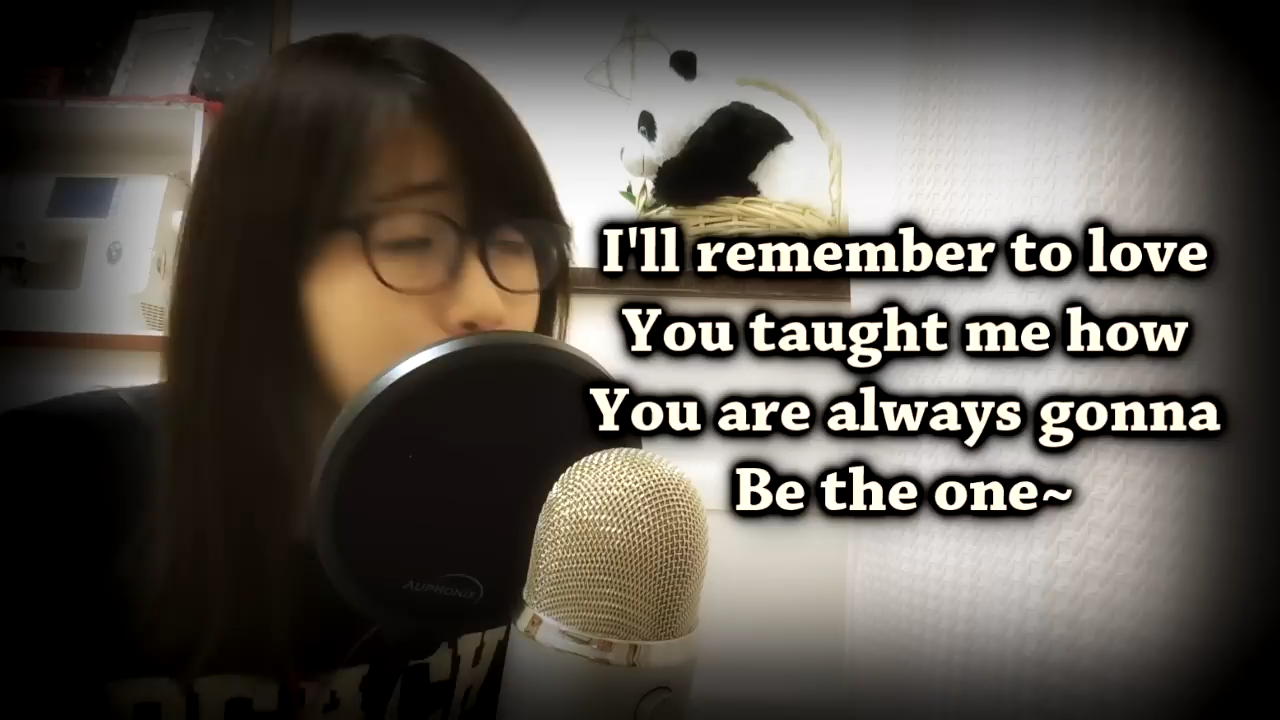 I'll remember to love
You taught me how
You are always gonna
Be the one~
AUPHONIX